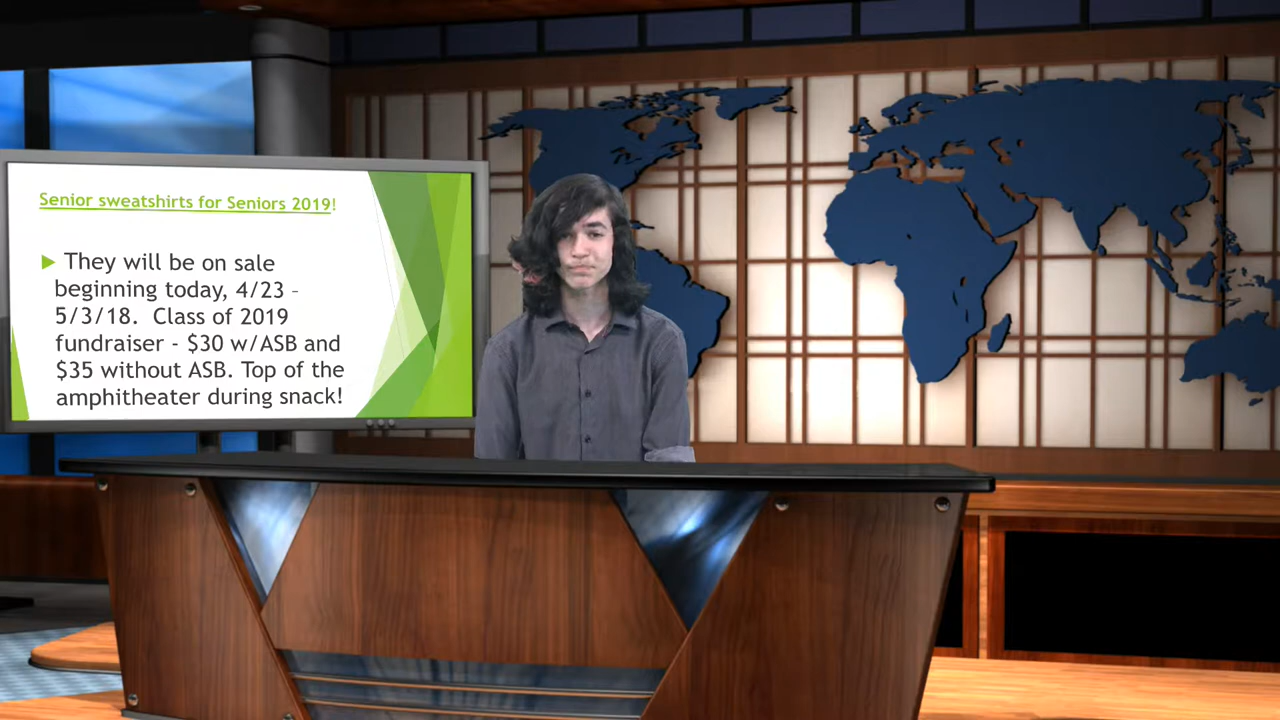 Senior sweatshirts for Seniors 2019!
They will be on sale
beginning today, 4/23 –
5/3/18. Class of 2019
fundraiser - $30 w/ASB and
$35 without ASB. Top of the
amphitheater during snack!